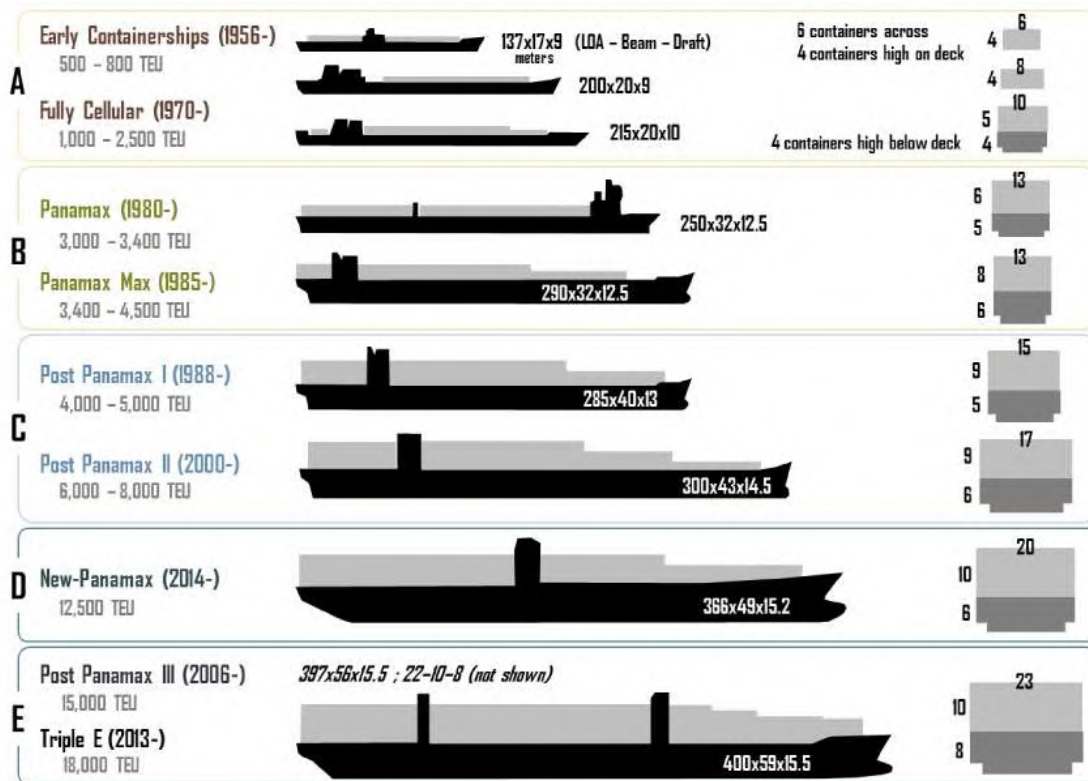 A
Early Containerships (1956-)
500 – 800 TEU
137x17x9 (LOA – Beam – Draft)
meters
200x20x9
6 containers across
4 containers high on deck
6
4
8
4
Fully Cellular (1970-)
1,000 – 2,500 TEU
215x20x10
4 containers high below deck
10
5
4
B
Panamax (1980-)
3,000 – 3,400 TEU
250x32x12.5
13
6
5
Panamax Max (1985-)
3,400 – 4,500 TEU
290x32x12.5
13
8
6
C
Post Panamax I (1988-)
4,000 – 5,000 TEU
285x40x13
15
9
5
Post Panamax II (2000-)
6,000 – 8,000 TEU
300x43x14.5
17
9
6
D
New-Panamax (2014-)
12,500 TEU
366x49x15.2
20
10
6
E
Post Panamax III (2006-)
15,000 TEU
397x56x15.5 ; 22-10-8 (not shown)
Triple E (2013-)
18,000 TEU
400x59x15.5
23
10
8